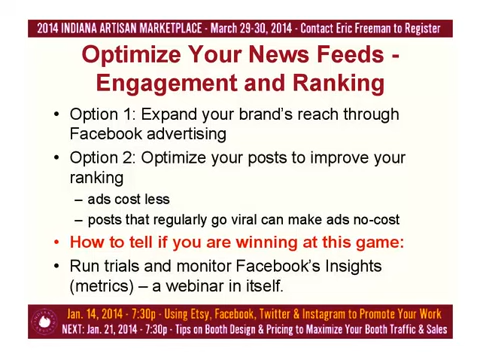 2014 INDIANA ARTISAN MARKETPLACE - March 29-30, 2014 - Contact Eric Freeman to Register
Optimize Your News Feeds -
Engagement and Ranking
• Option 1: Expand your brand's reach through
Facebook advertising
• Option 2: Optimize your posts to improve your
ranking
– ads cost less
– posts that regularly go viral can make ads no-cost
• How to tell if you are winning at this game:
• Run trials and monitor Facebook's Insights
(metrics) – a webinar in itself.
Jan. 14, 2014 - 7:30p - Using Etsy, Facebook, Twitter & Instagram to Promote Your Work
NEXT: Jan. 21, 2014 - 7:30p - Tips on Booth Design & Pricing to Maximize Your Booth Traffic & Sales